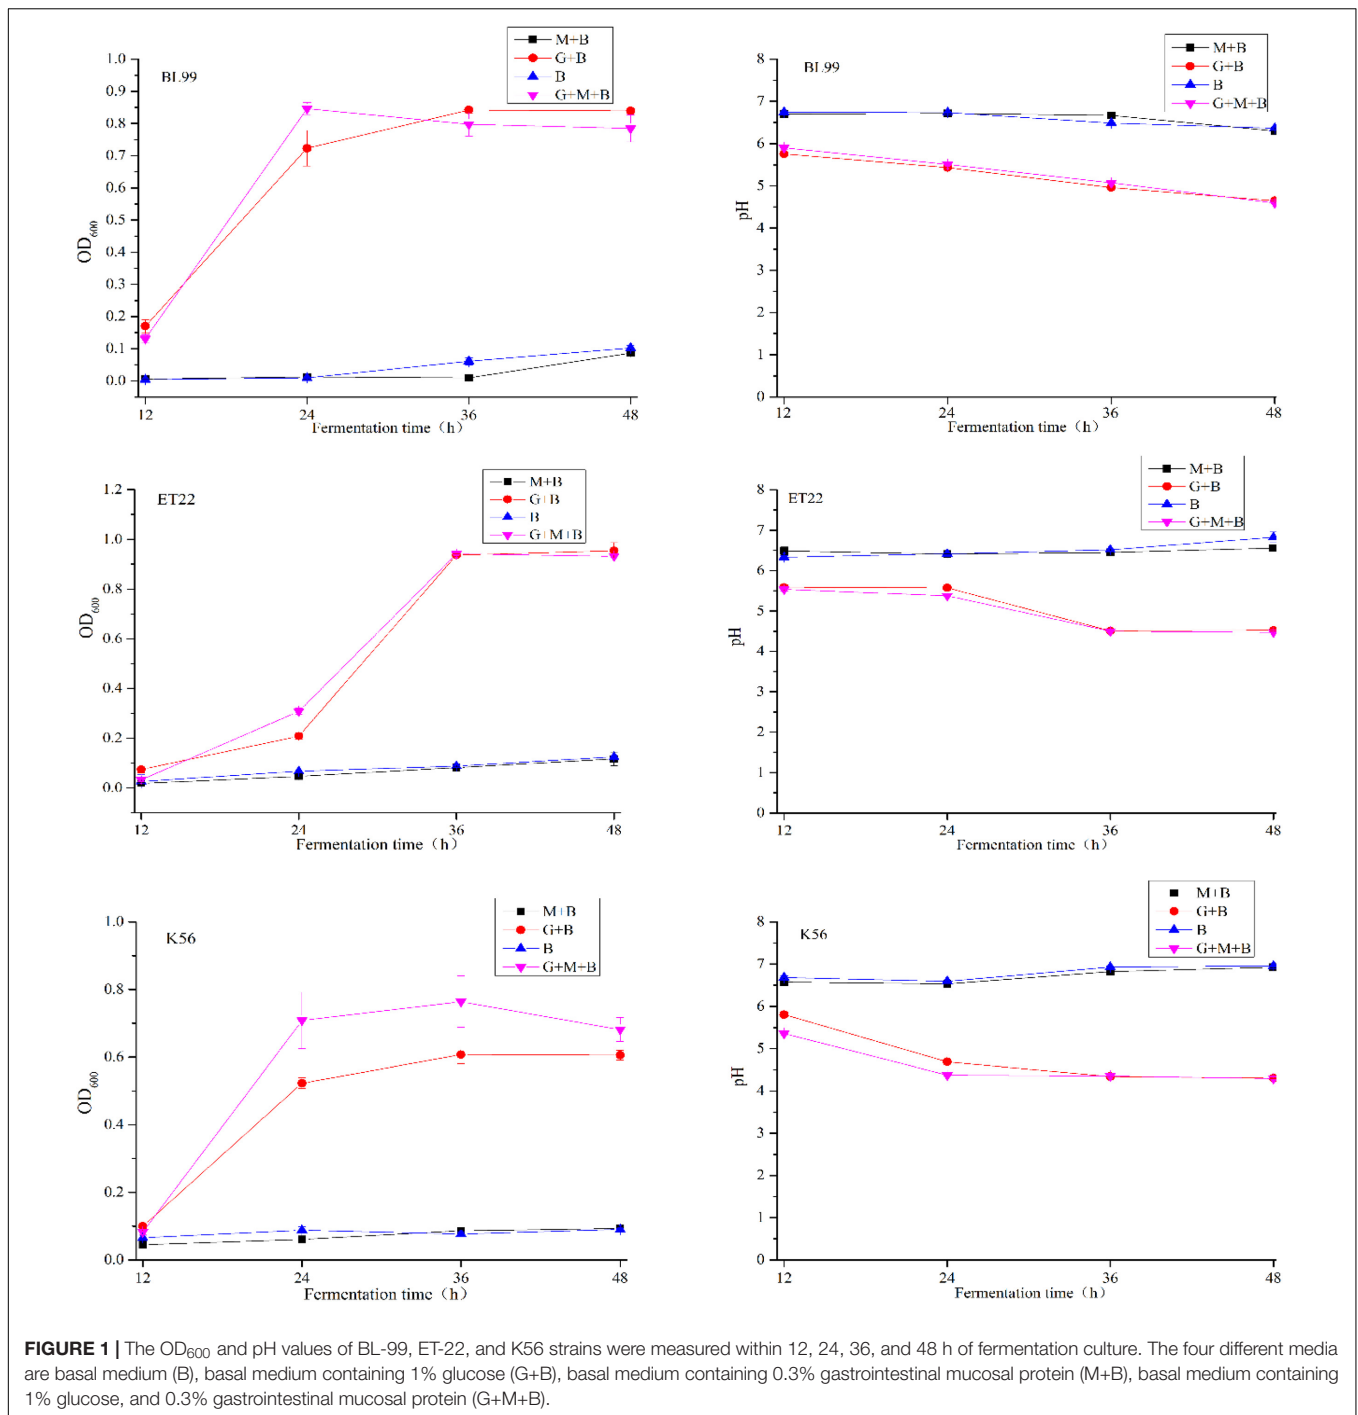 M+B
G+B
B
G+M+B
BL99
1.0
0.9
0.8
0.7
0.6
0.5
0.4
0.3
0.2
0.1
0.0
OD600
12
24
36
48
Fermentation time（h）
M+B
G+B
B
G+M+B
BL99
8
7
6
5
4
3
2
1
0
pH
12
24
36
48
Fermentation time（h）
M+B
G+B
B
G+M+B
ET22
1.2
1.0
0.8
0.6
0.4
0.2
0.0
OD600
12
24
36
48
Fermentation time（h）
M+B
G+B
B
G+M+B
ET22
8
7
6
5
4
3
2
1
0
pH
12
24
36
48
Fermentation time（h）
M+B
G+B
B
G+M+B
K56
1.0
0.8
0.6
0.4
0.2
0.0
OD600
12
24
36
48
Fermentation time（h）
M+B
G+B
B
G+M+B
K56
8
7
6
5
4
3
2
1
0
pH
12
24
36
48
Fermentation time（h）
FIGURE 1 | The OD600 and pH values of BL-99, ET-22, and K56 strains were measured within 12, 24, 36, and 48 h of fermentation culture. The four different media
are basal medium (B), basal medium containing 1% glucose (G+B), basal medium containing 0.3% gastrointestinal mucosal protein (M+B), basal medium containing
1% glucose, and 0.3% gastrointestinal mucosal protein (G+M+B).